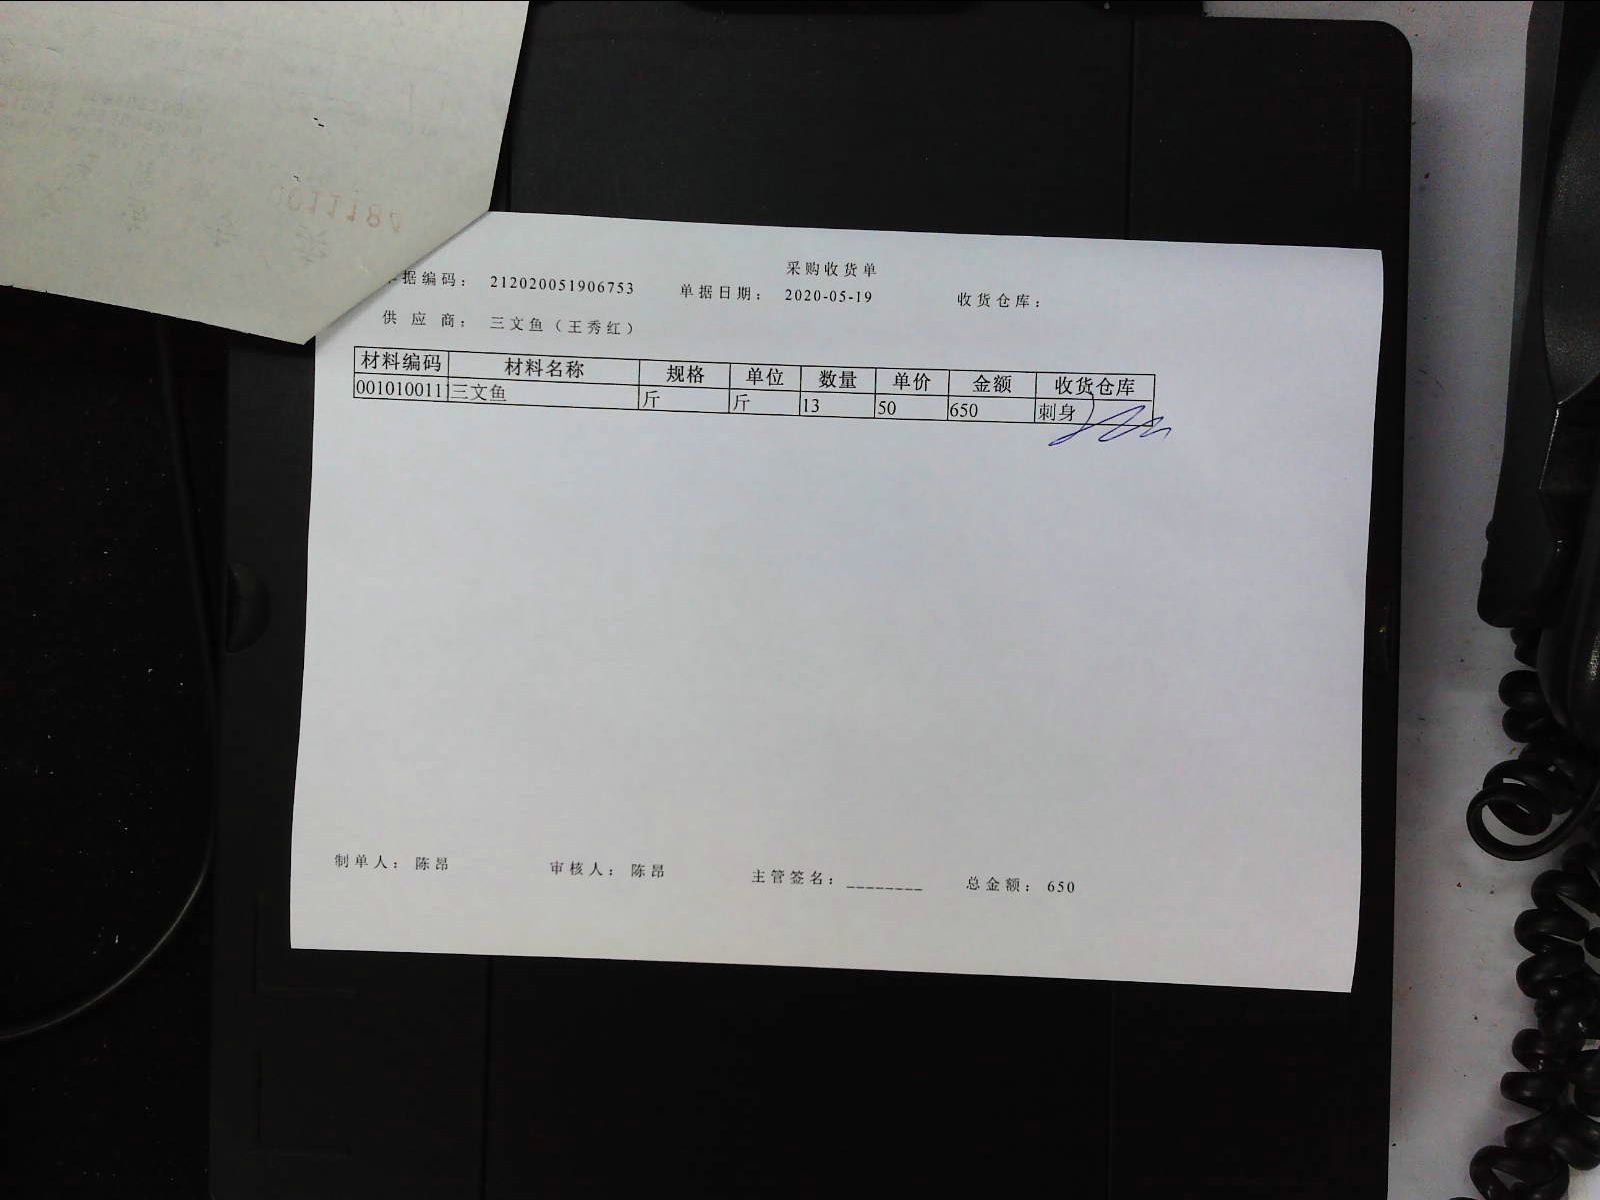 采购收货单
据编码： 212020051906753 单据日期： 2020-05-19 收货仓库：
供 应 商： 三文鱼（王秀红）
材料编码 材料名称 规格 单位 数量 单价 金额 收货仓库
001010011 三文鱼 斤 斤 13 50 650 刺身
制单人： 陈昂 审核人： 陈昂 主管签名：________ 总金额： 650